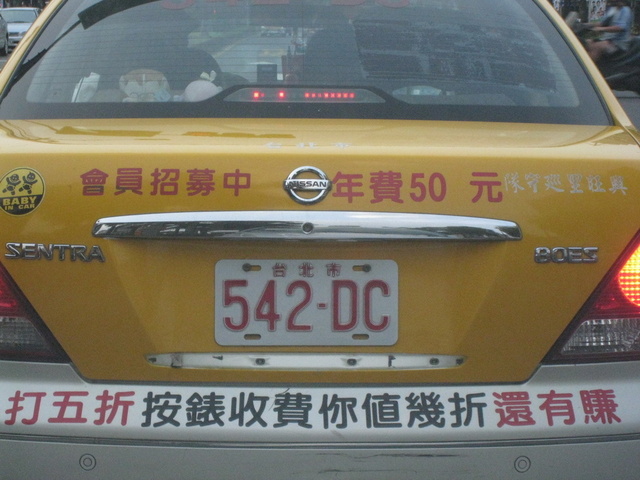 會員招募中 NISSAN 年費50 元
BABY
IN CAR
SENTRA
台北市
542-DC
打五折按錶收費你値幾折還有賺